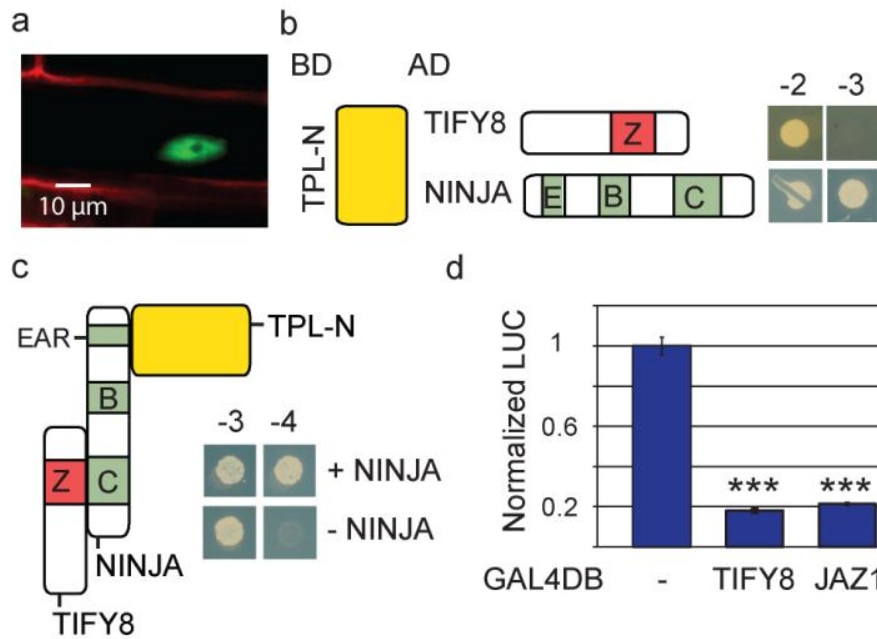 a
10 µm
b
BD AD
TPL-N
TIFY8
Z
NINJA
E B C
-2 -3
c
EAR
TPL-N
B
Z C
NINJA
TIFY8
-3 -4
+ NINJA
- NINJA
d
Normalized LUC
1
0.6
0.2
*** ***
GAL4DB - TIFY8 JAZ1